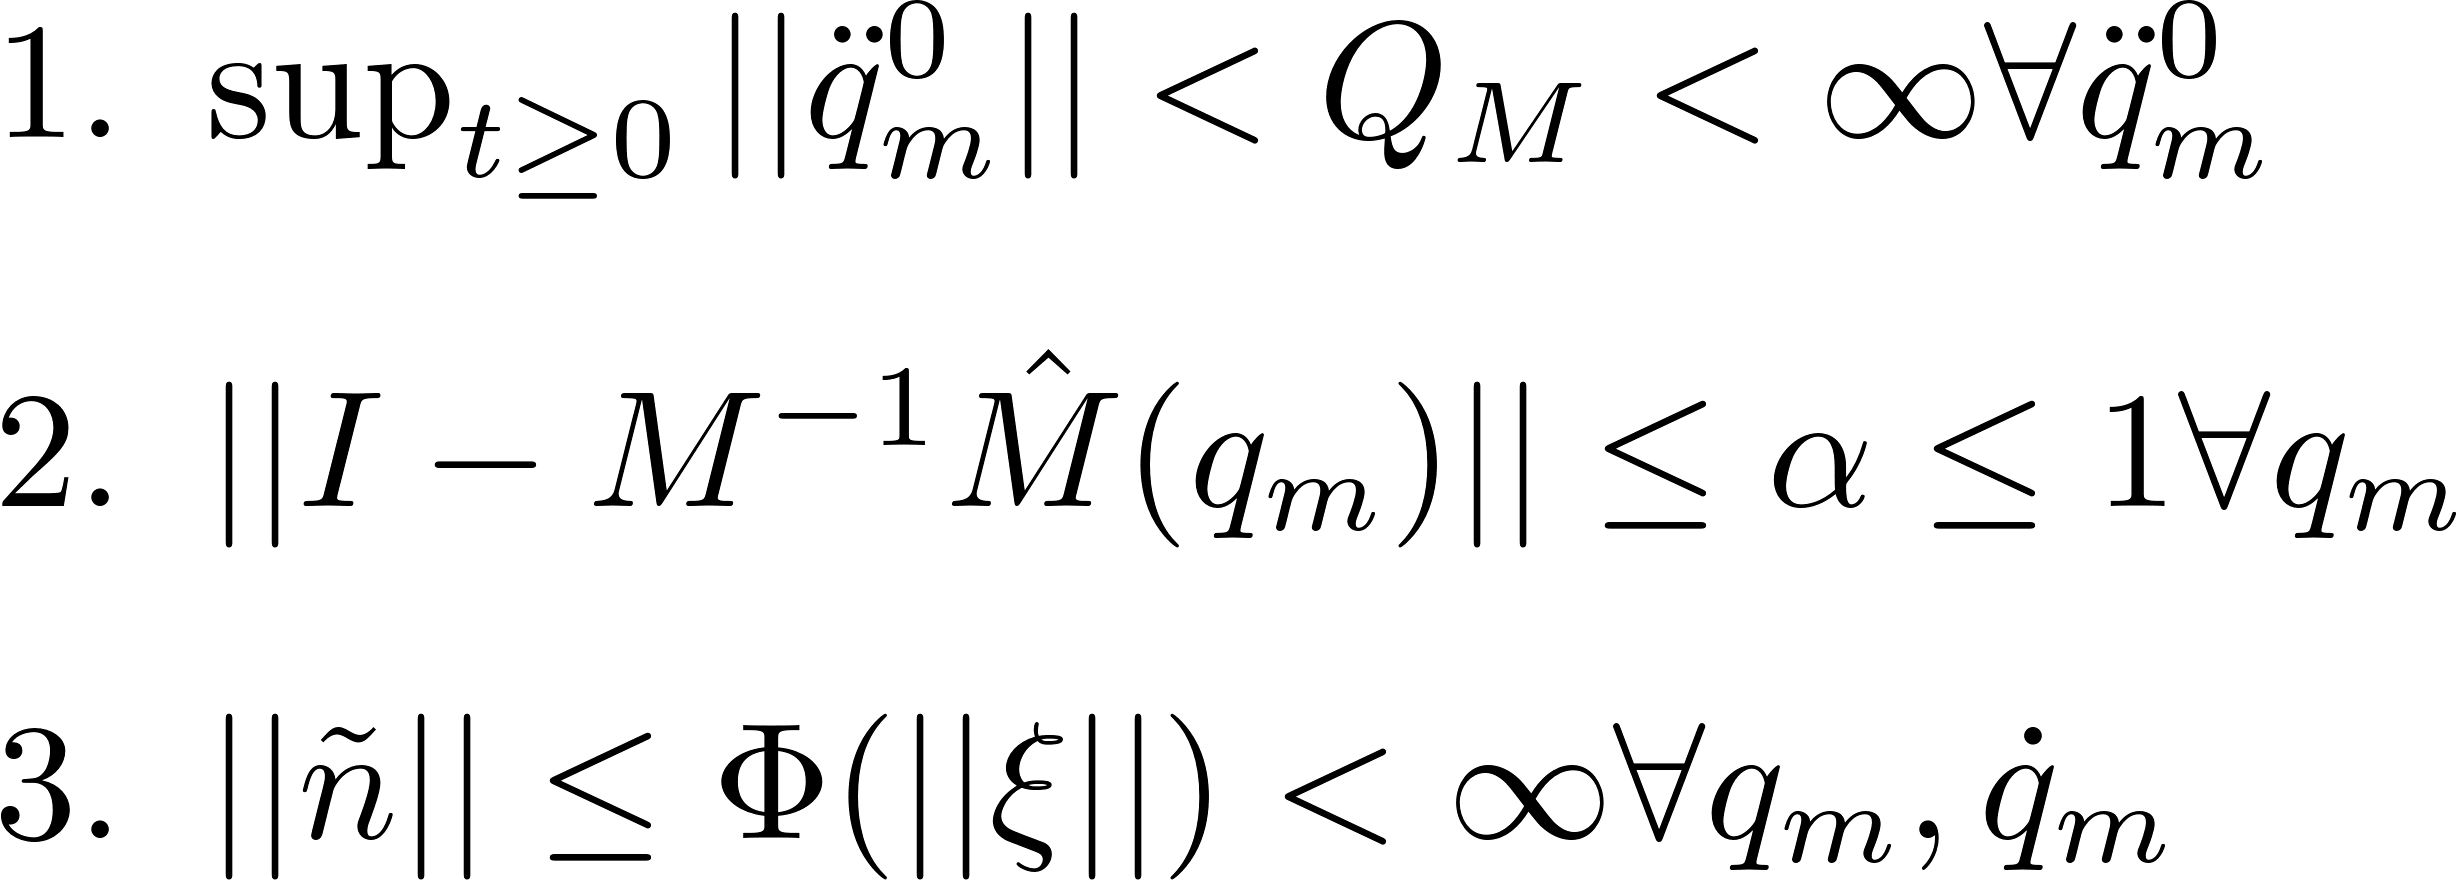 1. sup_{t≥0} ||q̈_m^0|| < Q_M < ∞∀q̈_m^0
2. ||I − M^{−1}M̂(q_m)|| ≤ α ≤ 1∀q_m
3. ||ñ|| ≤ Φ(||ξ||) < ∞∀q_m, q̇_m